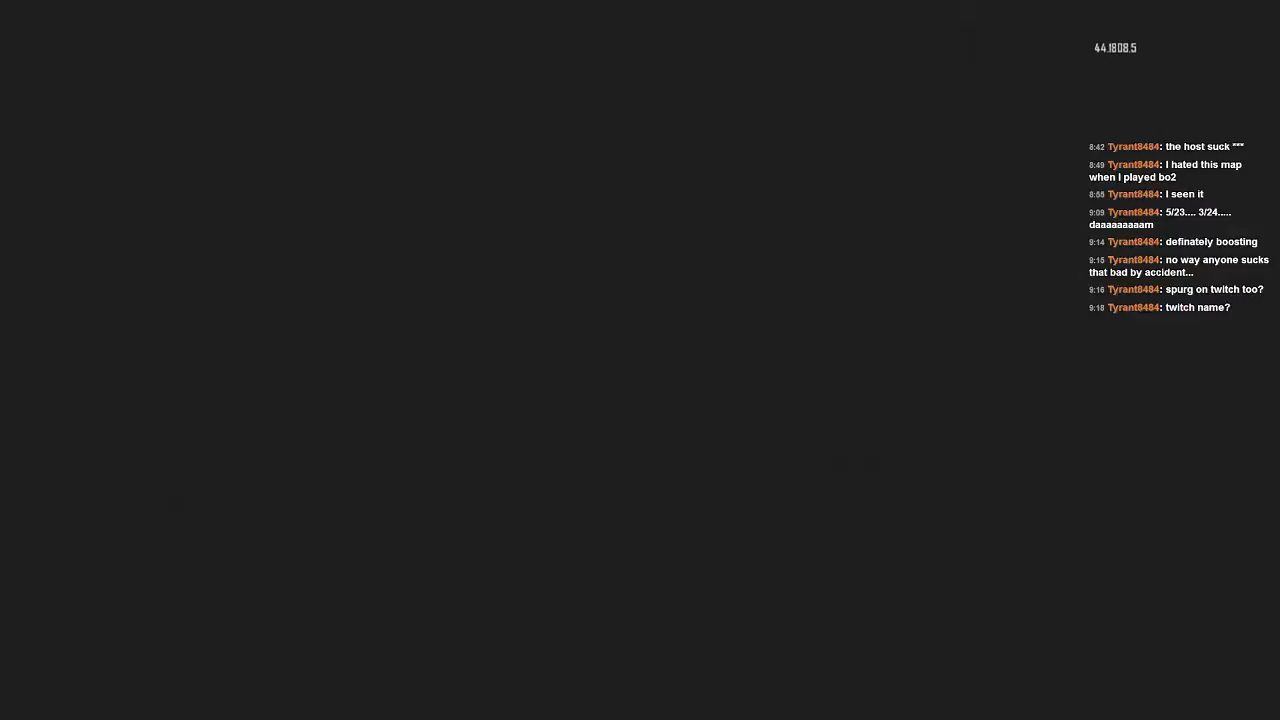 44.1808.5
8:42 Tyrant8484: the host suck ***
8:49 Tyrant8484: I hated this map
when I played bo2
8:55 Tyrant8484: I seen it
9:09 Tyrant8484: 5/23.... 3/24.....
daaaaaaaam
9:14 Tyrant8484: definately boosting
9:15 Tyrant8484: no way anyone sucks
that bad by accident...
9:16 Tyrant8484: spurg on twitch too?
9:18 Tyrant8484: twitch name?